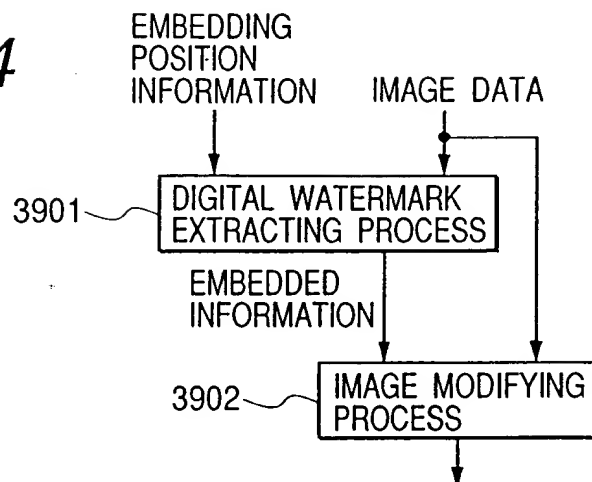 4
EMBEDDING
POSITION
INFORMATION
IMAGE DATA
3901
DIGITAL WATERMARK
EXTRACTING PROCESS
EMBEDDED
INFORMATION
3902
IMAGE MODIFYING
PROCESS